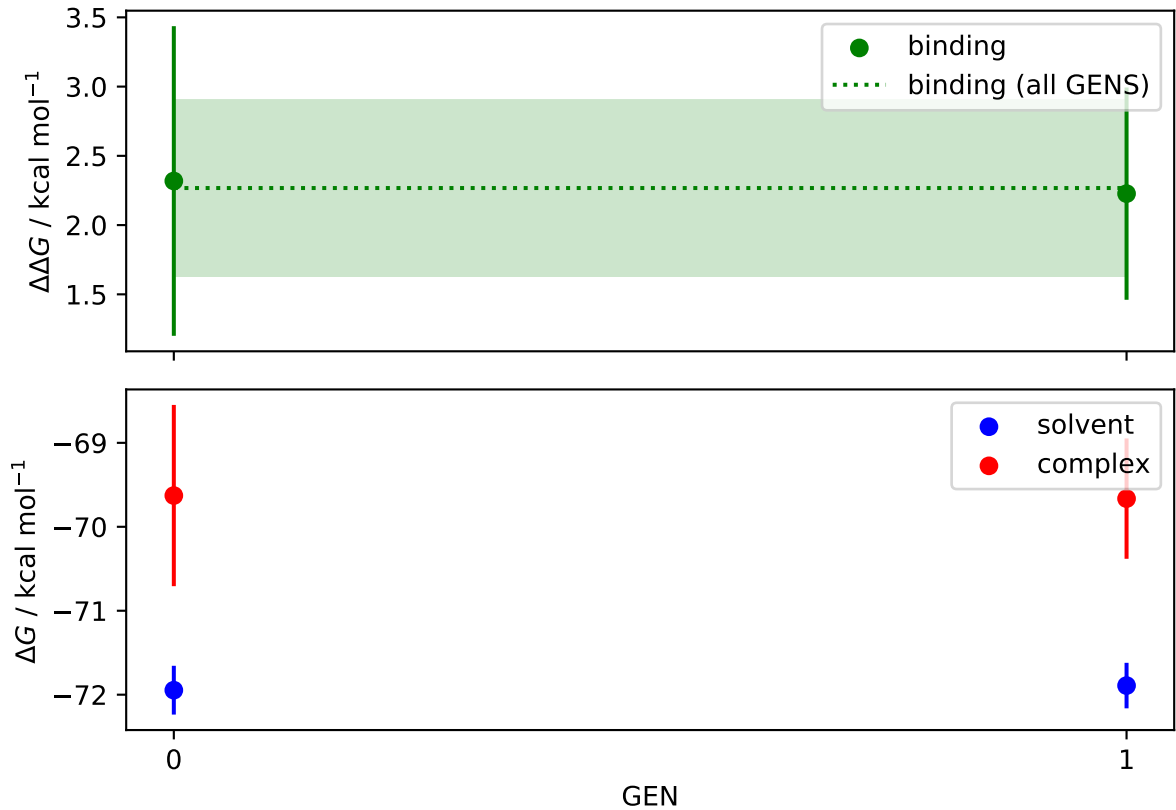 3.5
3.0
2.5
2.0
1.5
ΔΔG / kcal mol⁻¹
binding
binding (all GENS)
−69
−70
−71
−72
ΔG / kcal mol⁻¹
solvent
complex
0
1
GEN